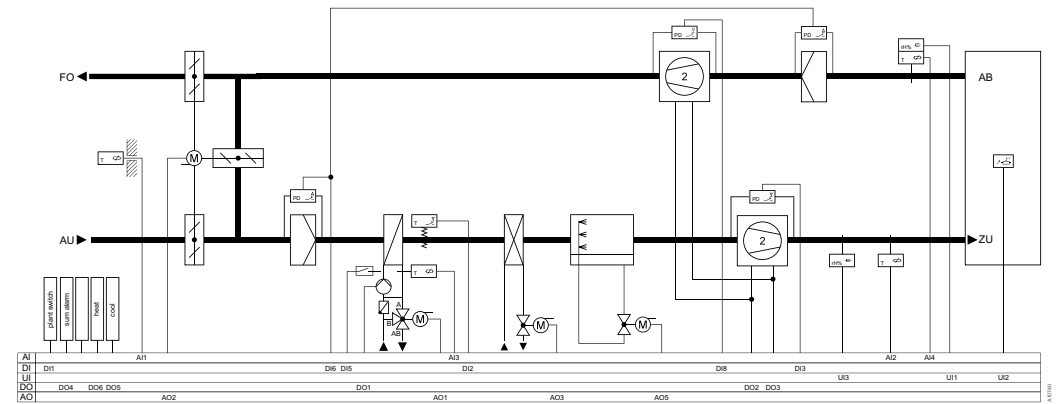 PD
PD
2
rH%
T
FO
AB
T
M
PD
PD
T
AU
2
ZU
rH%
T
T
plant switch
sum alarm
heat
cool
A
B
AB
M
M
M
AI AI1 AI3 AI2 AI4
DI DI1 DI6 DI5 DI2 DI8 DI3
UI UI3 UI1 UI2
DO DO4 DO6 DO5 DO1 DO2 DO3
AO AO2 AO1 AO3 AO5